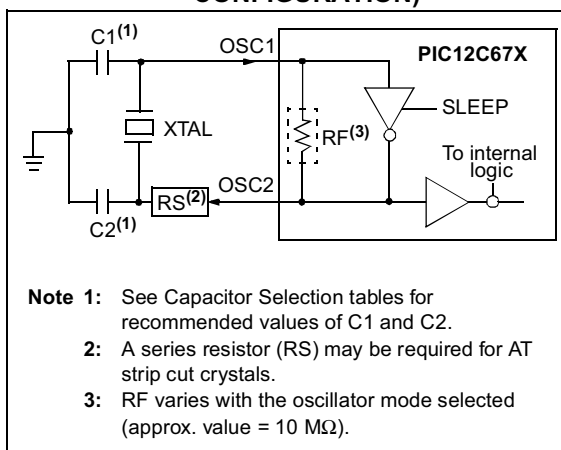 CONFIGURATION)
C1(1)
OSC1
PIC12C67X
SLEEP
XTAL
RF(3)
To internal
logic
OSC2
RS(2)
C2(1)
Note 1: See Capacitor Selection tables for
recommended values of C1 and C2.
2: A series resistor (RS) may be required for AT
strip cut crystals.
3: RF varies with the oscillator mode selected
(approx. value = 10 MΩ).